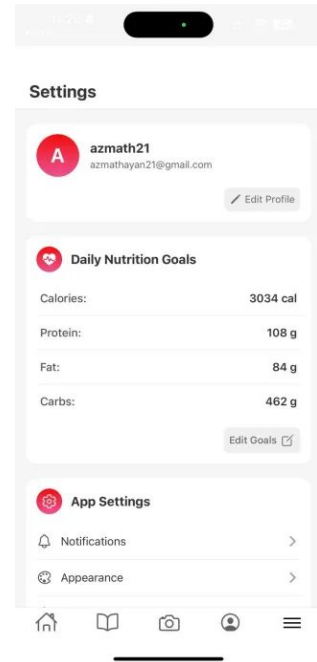 Settings
A
azmath21
azmathayan21@gmail.com
Edit Profile
Daily Nutrition Goals
Calories: 3034 cal
Protein: 108 g
Fat: 84 g
Carbs: 462 g
Edit Goals
App Settings
Notifications
Appearance